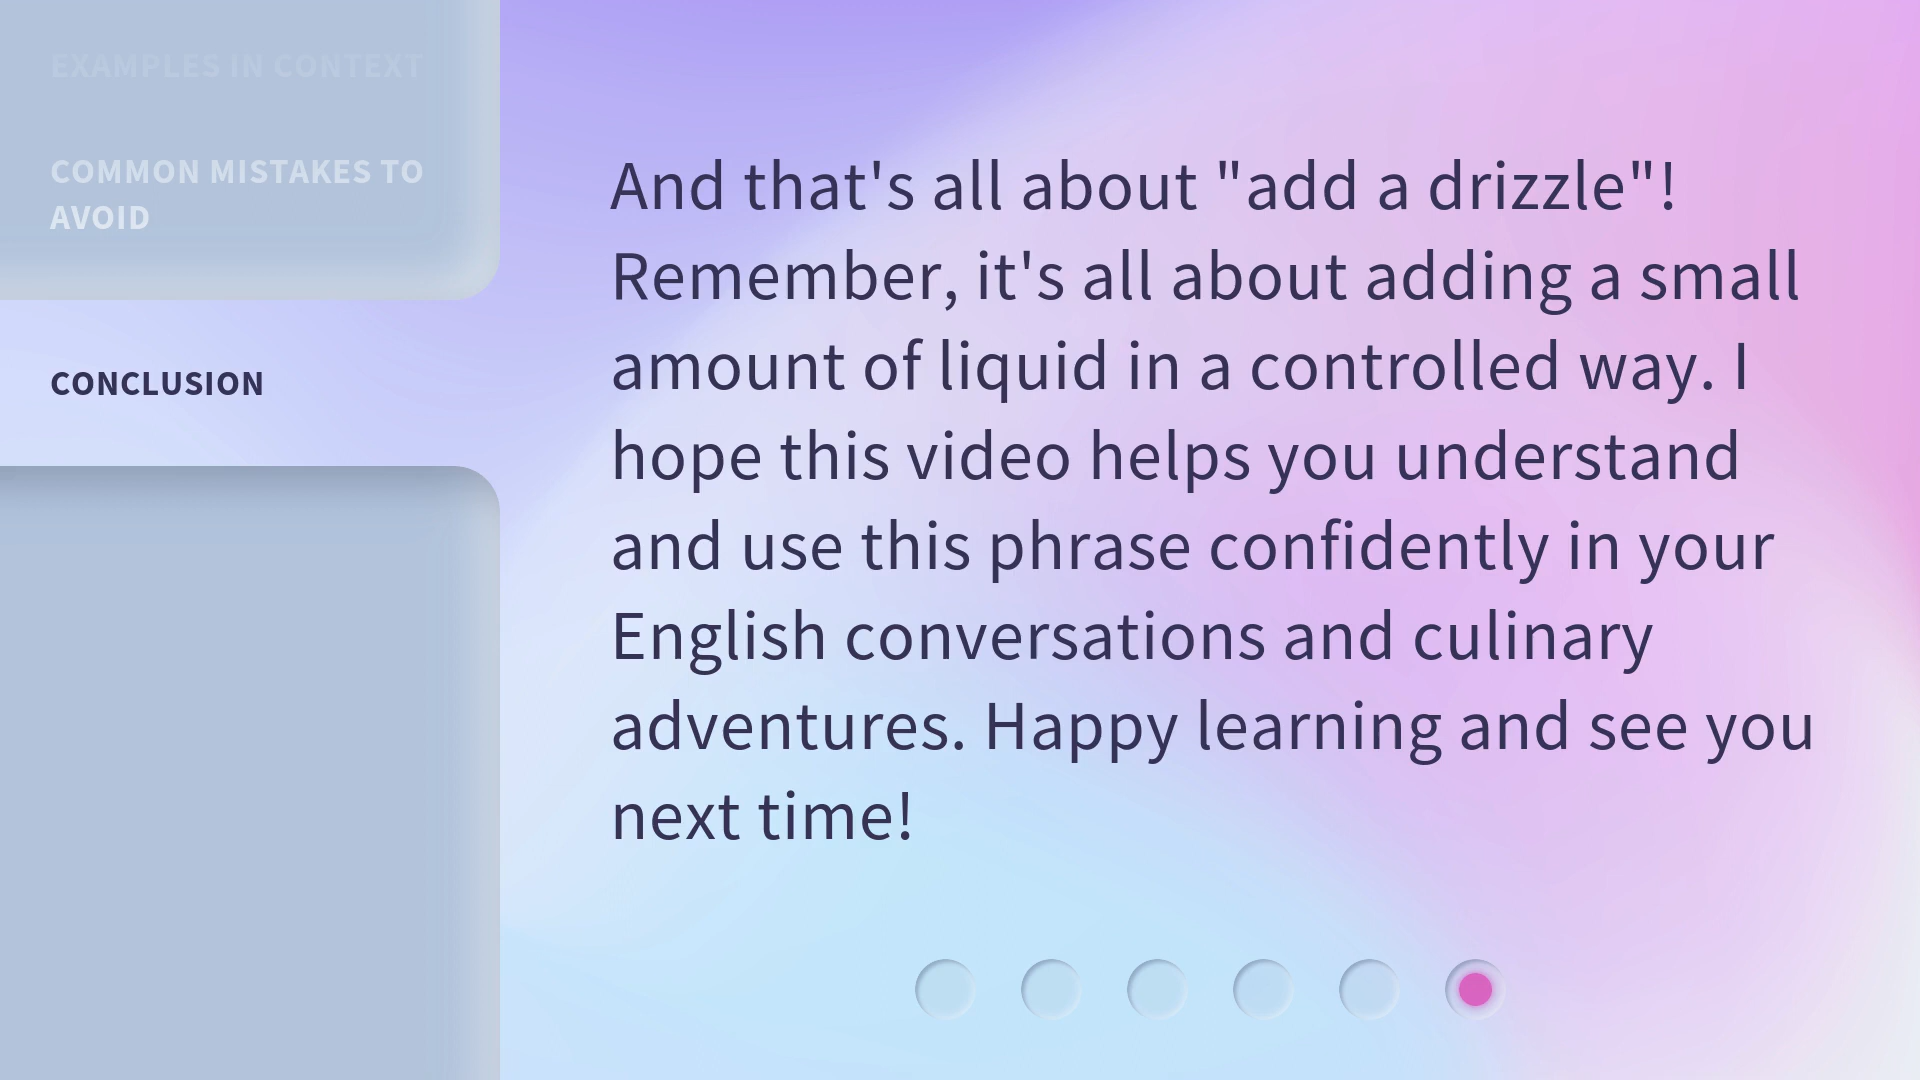 EXAMPLES IN CONTEXT
COMMON MISTAKES TO
AVOID
CONCLUSION
And that's all about "add a drizzle"!
Remember, it's all about adding a small
amount of liquid in a controlled way. I
hope this video helps you understand
and use this phrase confidently in your
English conversations and culinary
adventures. Happy learning and see you
next time!